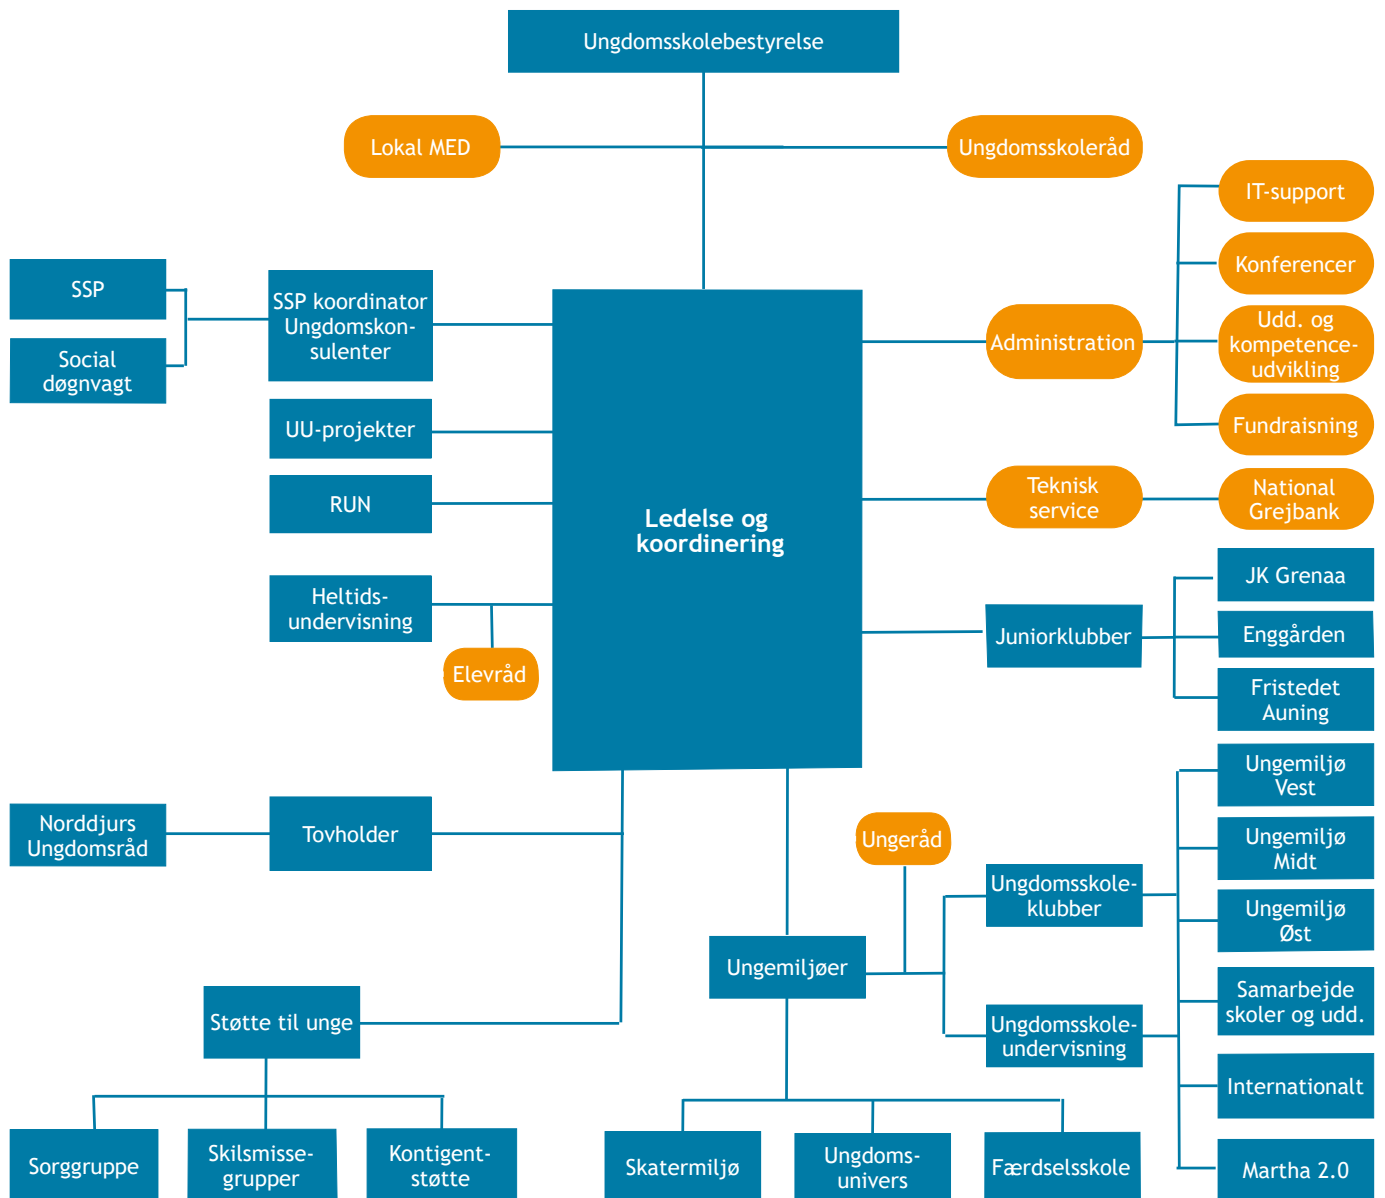 Ungdomsskolebestyrelse
Lokal MED
Ungdomsskoleråd
IT-support
Konferencer
Udd. og
kompetence-
udvikling
Fundraisning
Administration
SSP
Social
døgnvagt
SSP koordinator
Ungdomskon-
sulenter
UU-projekter
RUN
Heltids-
undervisning
Elevråd
Ledelse og
koordinering
Teknisk
service
National
Grejbank
Juniorklubber
JK Grenaa
Enggården
Fristedet
Auning
Norddjurs
Ungdomsråd
Tovholder
Støtte til unge
Sorggruppe
Skilsmisse-
grupper
Kontigent-
støtte
Ungeråd
Ungemiljøer
Ungdomsskole-
klubber
Ungdomsskole-
undervisning
Ungemiljø
Vest
Ungemiljø
Midt
Ungemiljø
Øst
Samarbejde
skoler og udd.
Internationalt
Martha 2.0
Skatermiljø
Ungdoms-
univers
Færdselsskole